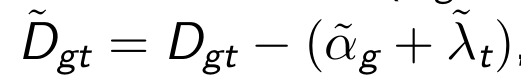 D̃_gt = D_gt − (α̃_g + λ̃_t),